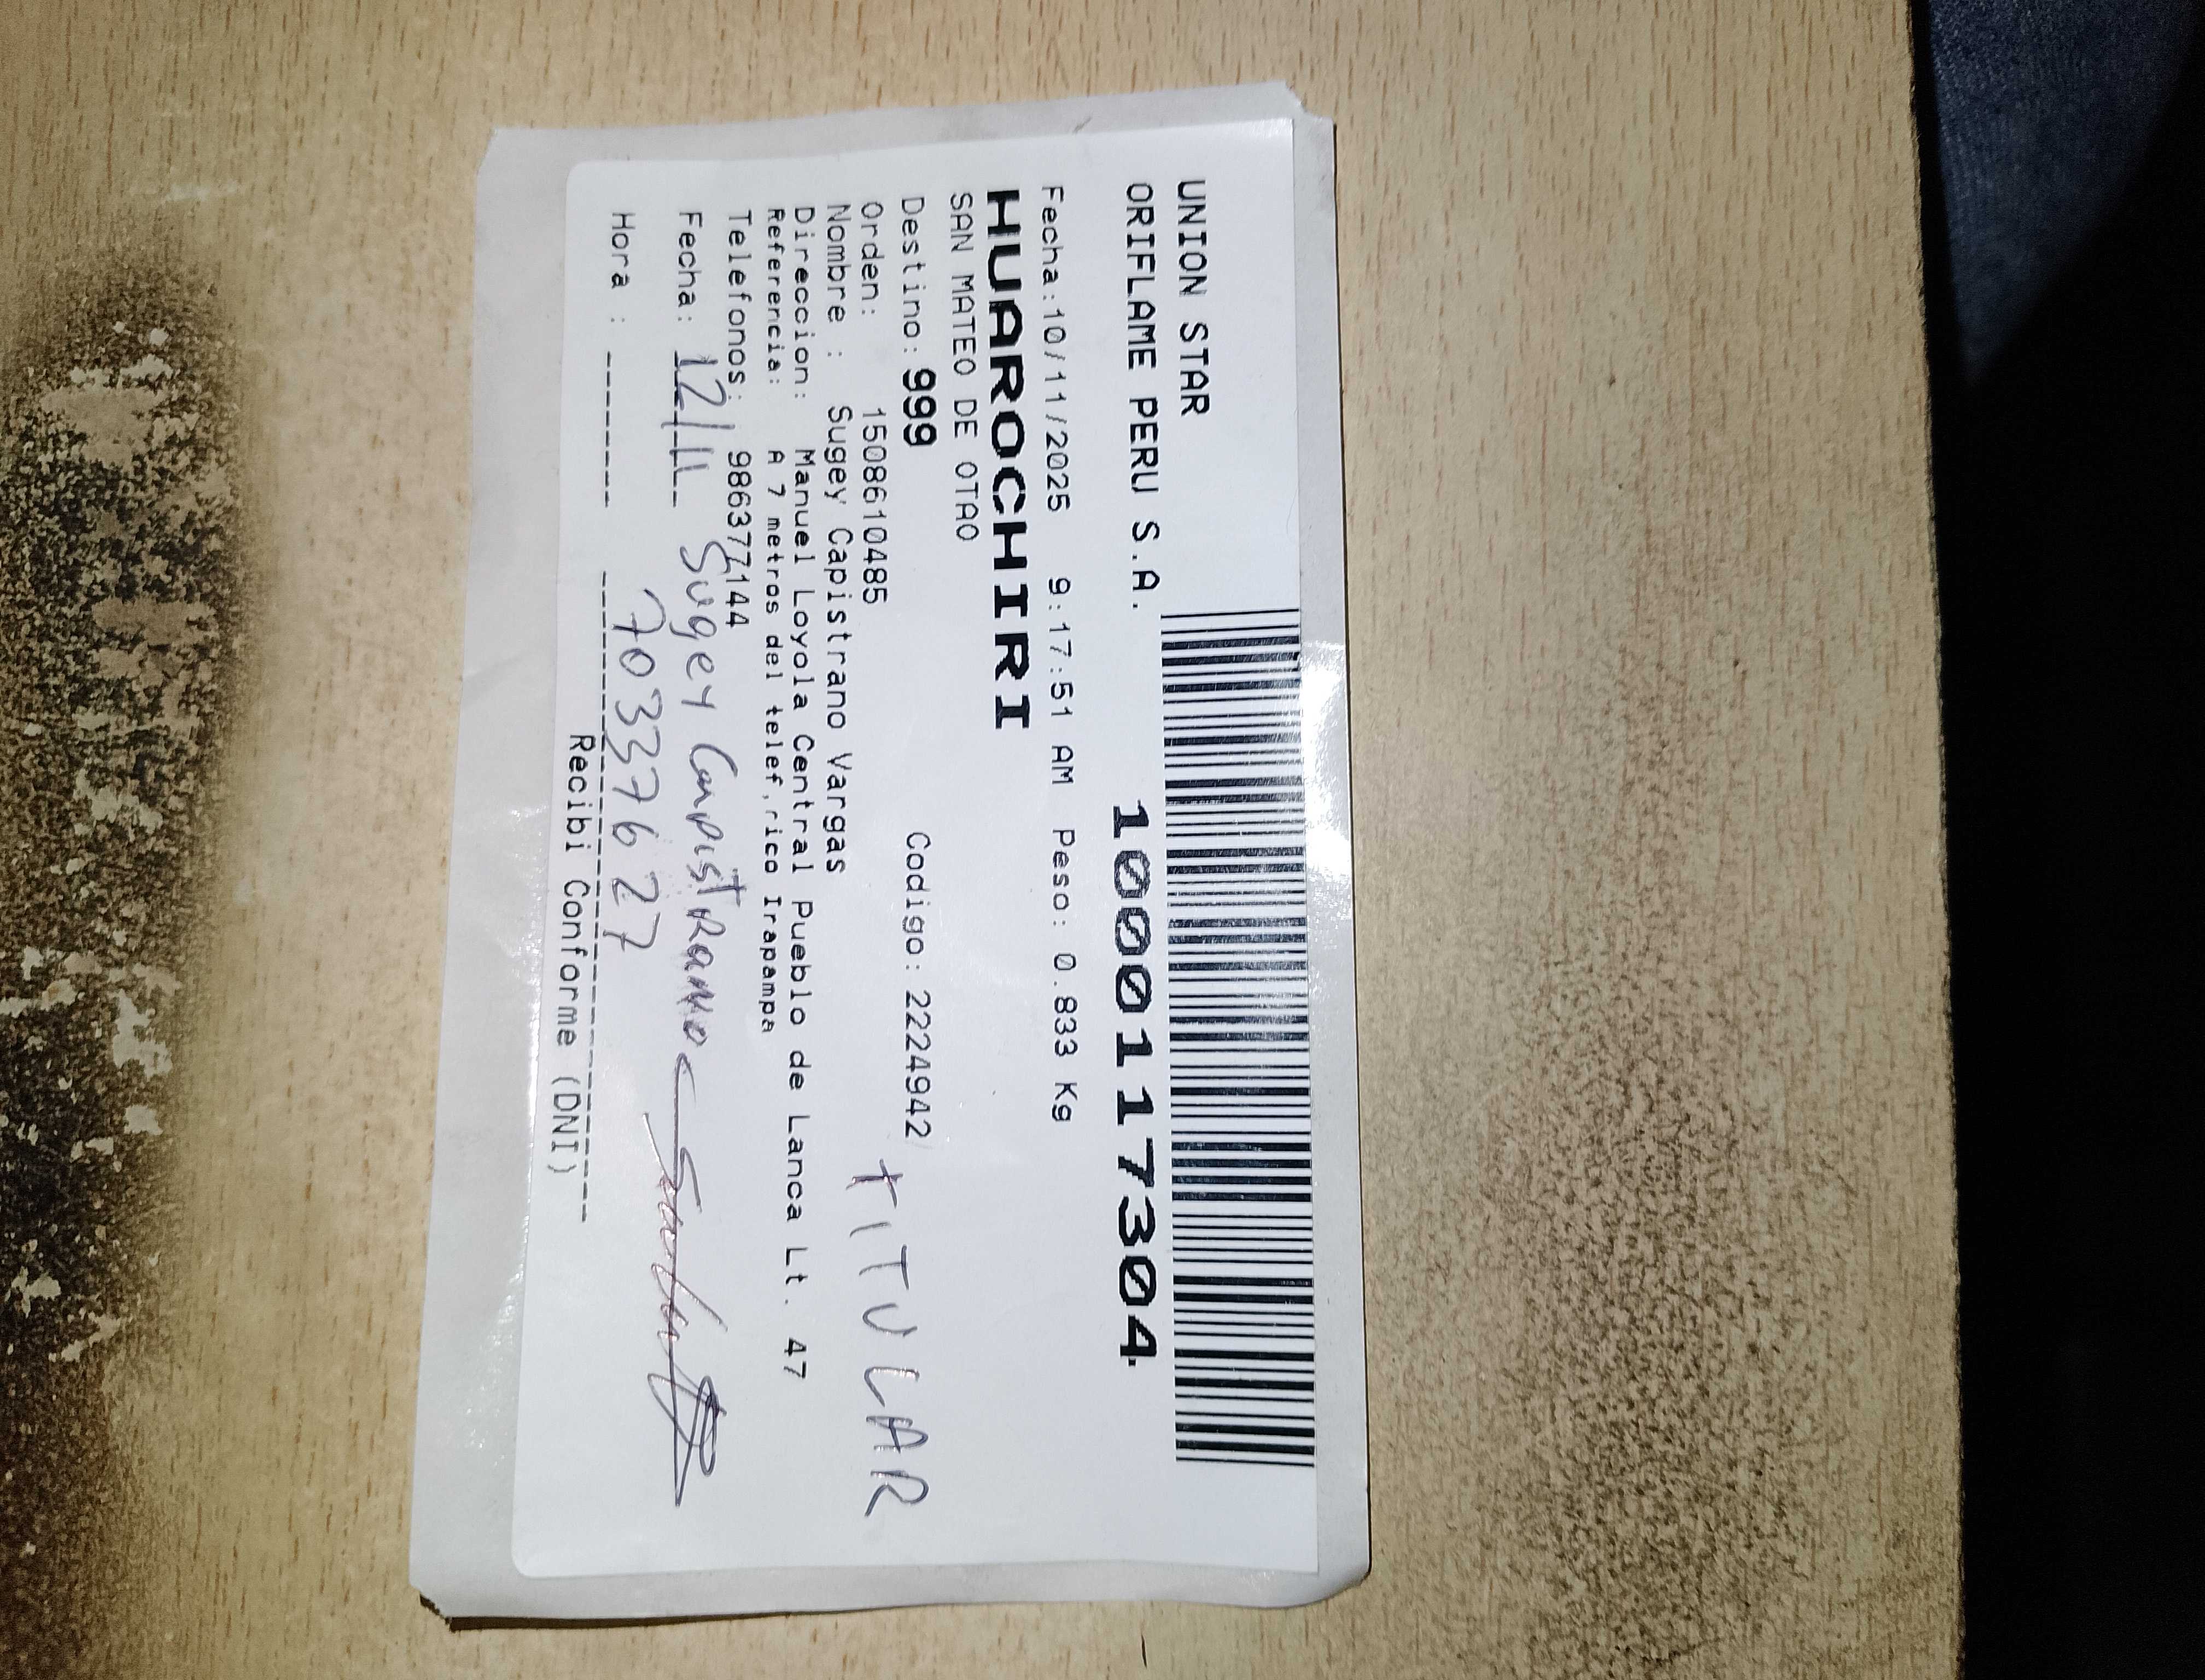 UNION STAR
ORIFLAME PERU S.A.
10001117304
Fecha:10/11/2025 9:17:51 AM Peso: 0.833 Kg
HUAROCHIRI
SAN MATEO DE OTAO
Destino: 999 Codigo: 2224942
Orden: 1508610485
TITULAR
Nombre : Sugey Capistrano Vargas
Direccion: Manuel Loyola Central Pueblo de Lanca Lt. 47
Referencia: A 7 metros del telef,rico Irapampa
Telefonos: 986377144
Fecha: 12/11 Sugey Capistrano
Hora : 70337627
Recibi Conforme (DNI)